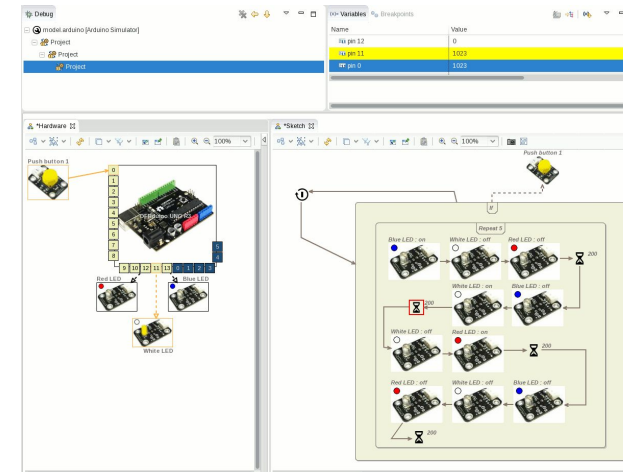 Debug
model.arduino [Arduino Simulator]
Project
Project
Project
Variables
Breakpoints
Name Value
pin 12 0
pin 11 1023
pin 0 1023
*Hardware
100%
Push button 1
0
1
2
3
4
5
6
7
8
DFRduino UNO R3
5
4
9 10 12 11 13 0 1 2 3
Red LED
Blue LED
White LED
*Sketch
100%
Push button 1
if
Repeat 5
Blue LED : on White LED : off Red LED : off
200
White LED : on Blue LED : off
200
White LED : off Red LED : on
200
Red LED : off White LED : off Blue LED : off
200